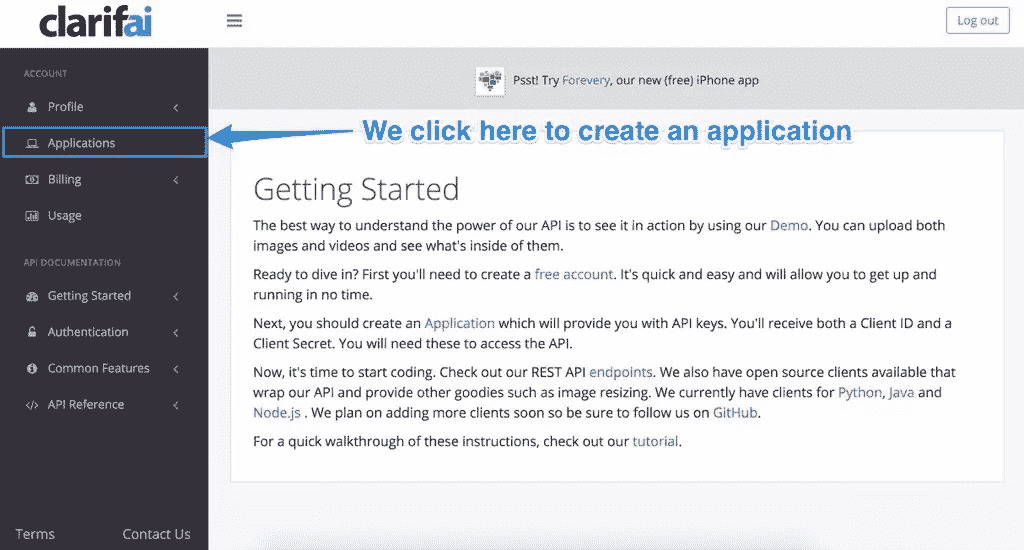 clarifai
Log out
ACCOUNT
Profile
Applications
Billing
Usage
API DOCUMENTATION
Getting Started
Authentication
Common Features
API Reference
Terms
Contact Us
Psst! Try Forevery, our new (free) iPhone app
We click here to create an application
Getting Started
The best way to understand the power of our API is to see it in action by using our Demo. You can upload both
images and videos and see what's inside of them.
Ready to dive in? First you'll need to create a free account. It's quick and easy and will allow you to get up and
running in no time.
Next, you should create an Application which will provide you with API keys. You'll receive both a Client ID and a
Client Secret. You will need these to access the API.
Now, it's time to start coding. Check out our REST API endpoints. We also have open source clients available that
wrap our API and provide other goodies such as image resizing. We currently have clients for Python, Java and
Node.js . We plan on adding more clients soon so be sure to follow us on GitHub.
For a quick walkthrough of these instructions, check out our tutorial.